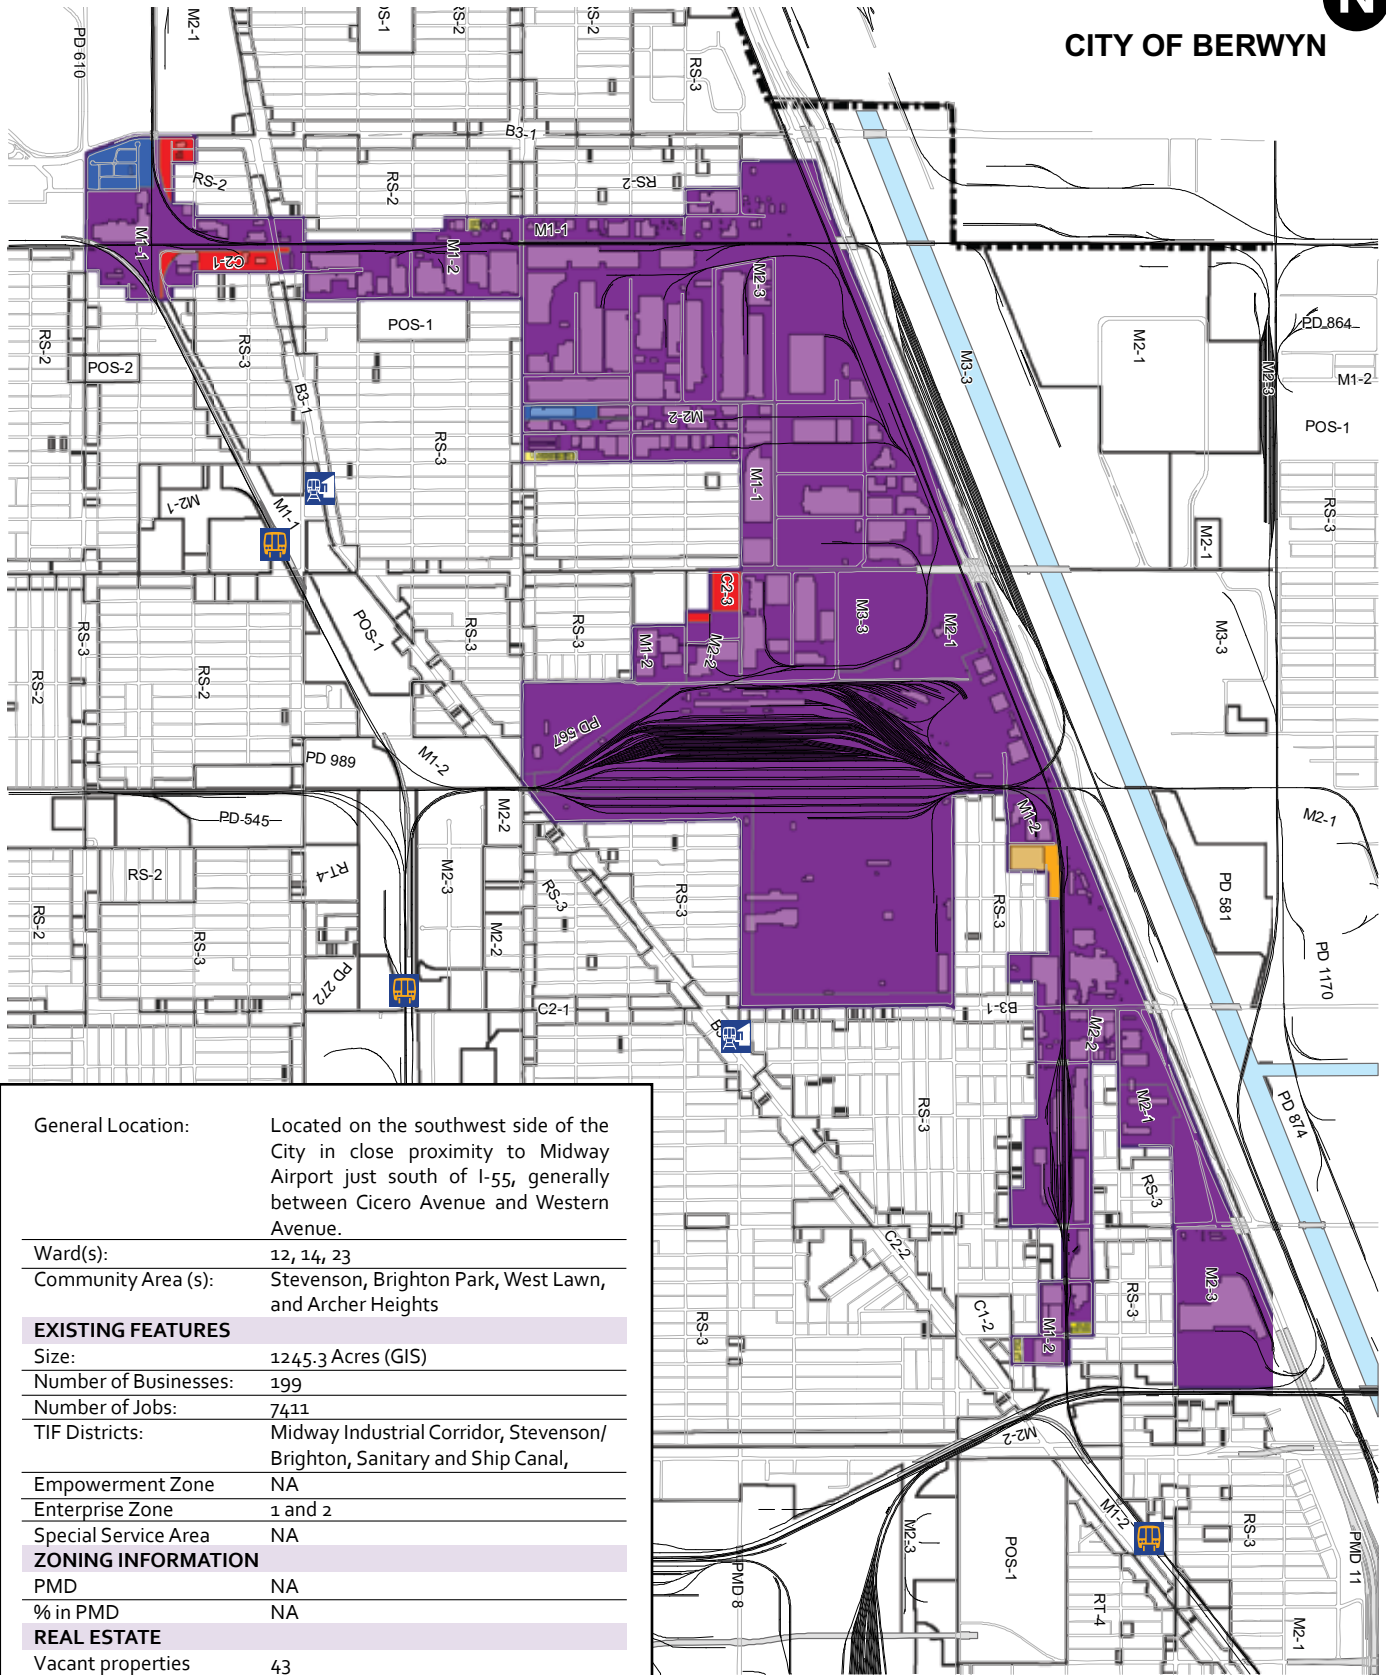 N
CITY OF BERWYN
PD 610
M2-1
OS-1
RS-2
RS-2
RS-3
B3-1
RS-2
RS-2
RS-2
M1-1
C2-1
M1-2
M1-1
M2-3
POS-1
POS-2
RS-2
RS-3
B3-1
RS-3
M2-2
M3-3
M2-1
M2-3
PD 864
M1-2
POS-1
RS-3
M2-1
M1-1
M1-1
M2-1
RS-3
RS-2
RS-2
POS-1
RS-3
RS-3
M1-2
M2-2
C2-3
M3-3
M2-1
M3-3
PD 567
PD 989
M1-2
PD 545
RS-2
RT-4
M2-3
M2-2
M2-2
RS-2
RS-3
PD 272
C2-1
RS-3
RS-3
RS-3
M1-2
M2-1
PD 581
PD 1170
B3-1
M2-2
M2-1
PD 874
RS-3
RS-3
C2-2
RS-3
RS-3
C1-2
M1-2
M2-3
M2-2
M1-2
RS-3
PMD 11
M2-3
POS-1
RT-4
M2-1
PMD 8
General Location: Located on the southwest side of the
City in close proximity to Midway
Airport just south of I-55, generally
between Cicero Avenue and Western
Avenue.
Ward(s): 12, 14, 23
Community Area (s): Stevenson, Brighton Park, West Lawn,
and Archer Heights
EXISTING FEATURES
Size: 1245.3 Acres (GIS)
Number of Businesses: 199
Number of Jobs: 7411
TIF Districts: Midway Industrial Corridor, Stevenson/
Brighton, Sanitary and Ship Canal,
Empowerment Zone NA
Enterprise Zone 1 and 2
Special Service Area NA
ZONING INFORMATION
PMD NA
% in PMD NA
REAL ESTATE
Vacant properties 43